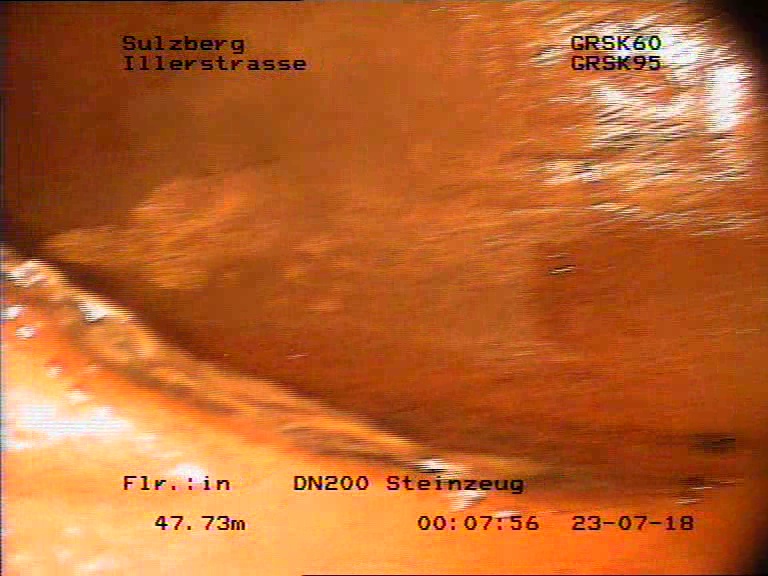 Sulzberg GRSK60
Illerstrasse GRSK95
Flr.:in DN200 Steinzeug
47.73m 00:07:56 23-07-18